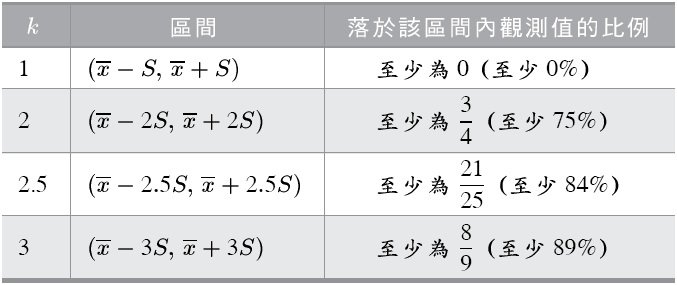 k 區間 落於該區間內觀測值的比例
1 (x̅ − S, x̅ + S) 至少為 0 (至少 0%)
2 (x̅ − 2S, x̅ + 2S) 至少為 3/4 (至少 75%)
2.5 (x̅ − 2.5S, x̅ + 2.5S) 至少為 21/25 (至少 84%)
3 (x̅ − 3S, x̅ + 3S) 至少為 8/9 (至少 89%)